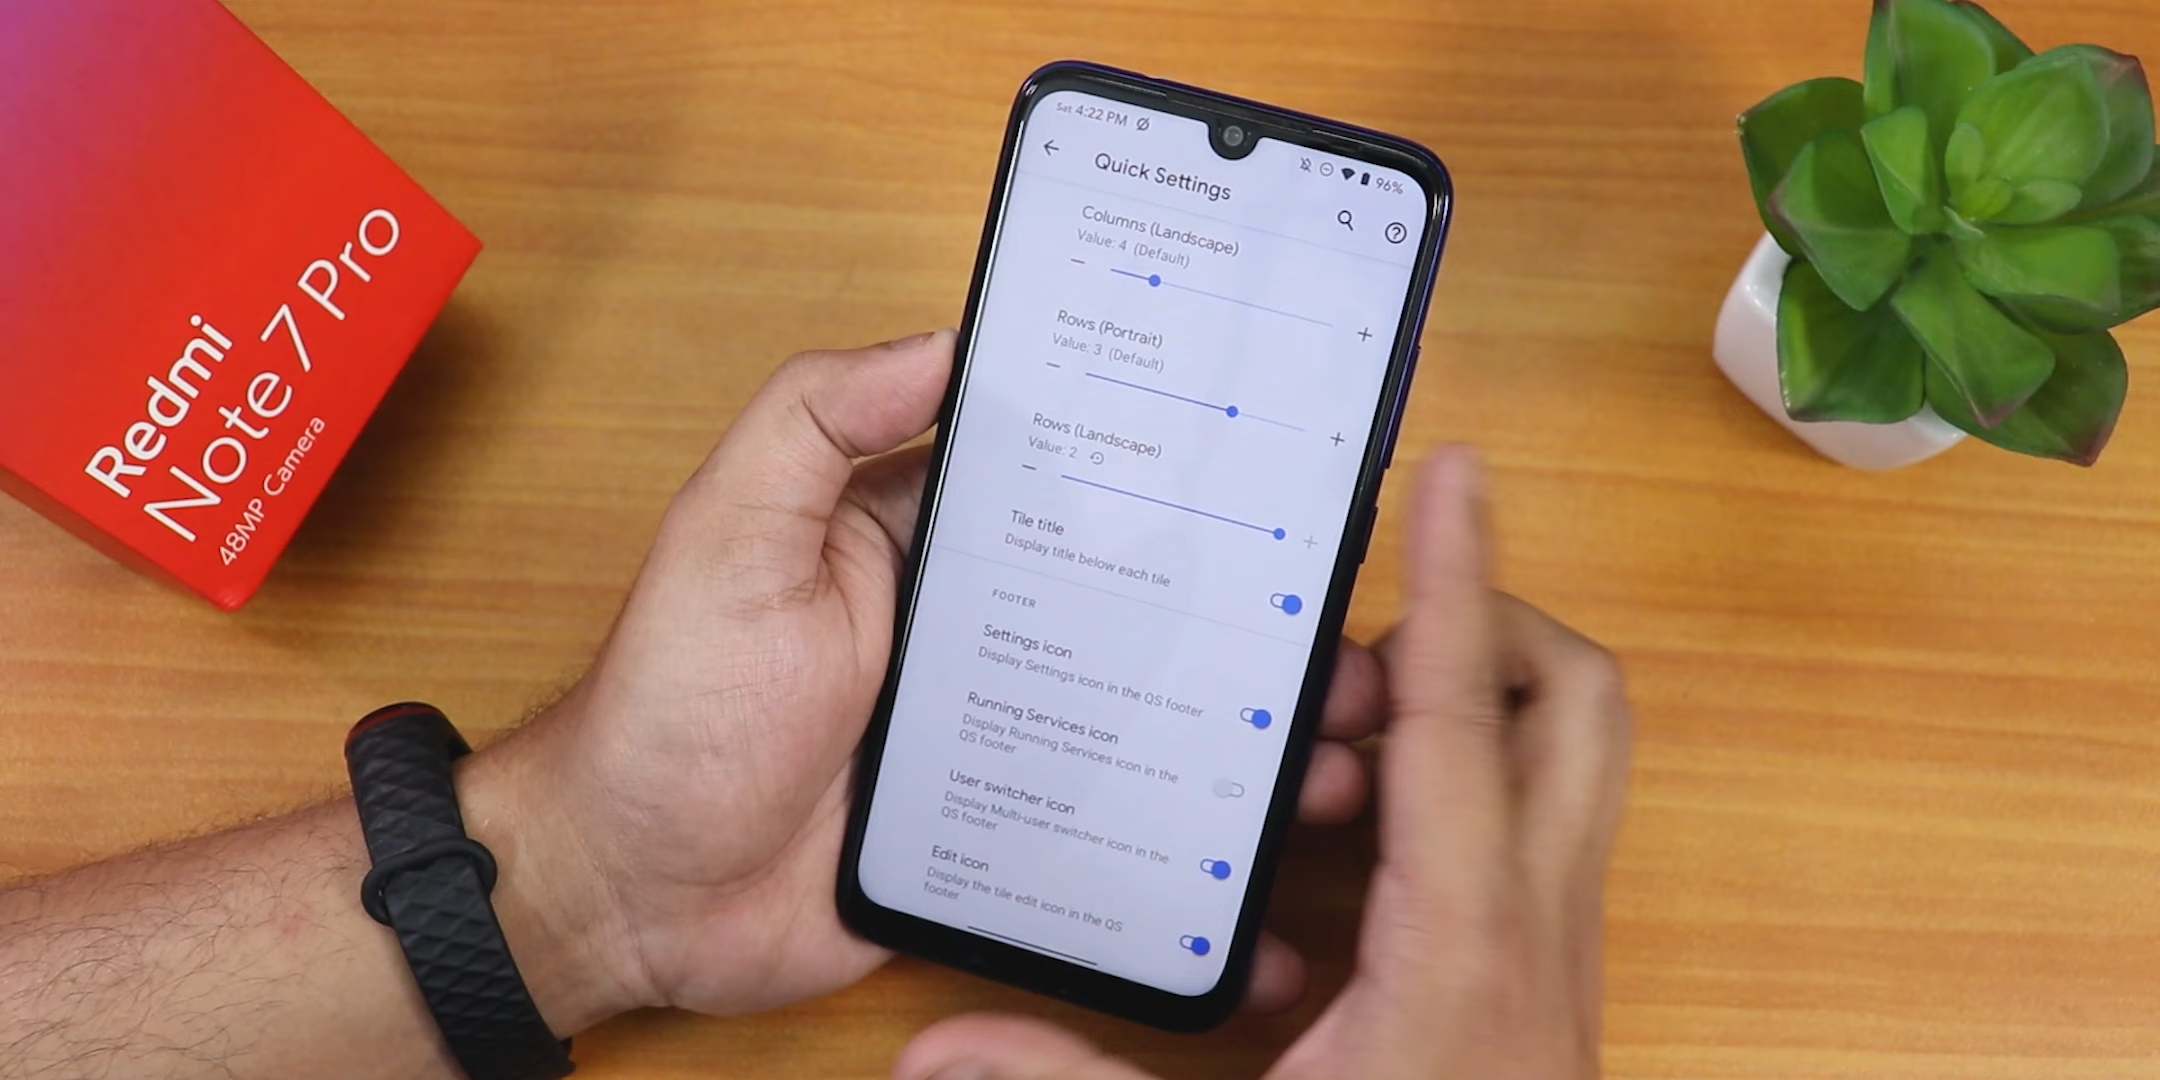 Redmi
Note 7 Pro
48MP Camera
Sat 4:22 PM
96%
Quick Settings
Columns (Landscape)
Value: 4 (Default)
Rows (Portrait)
Value: 3 (Default)
Rows (Landscape)
Value: 2
Tile title
Display title below each tile
FOOTER
Settings icon
Display Settings icon in the QS footer
Running Services icon
Display Running Services icon in the
QS footer
User switcher icon
Display Multi-user switcher icon in the
QS footer
Edit icon
Display the tile edit icon in the QS
footer